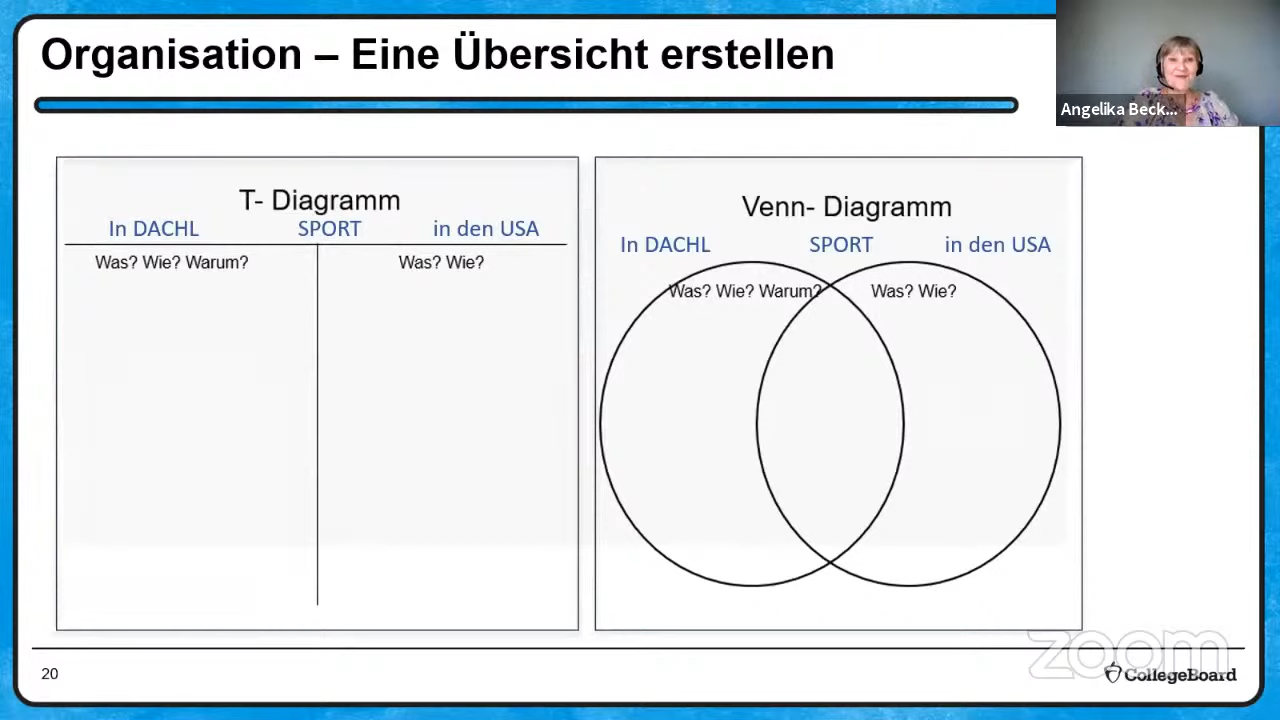 Organisation – Eine Übersicht erstellen
Angelika Beck...
T- Diagramm
In DACHL SPORT in den USA
Was? Wie? Warum? Was? Wie?
Venn- Diagramm
In DACHL SPORT in den USA
Was? Wie? Warum? Was? Wie?
20
zoom
CollegeBoard